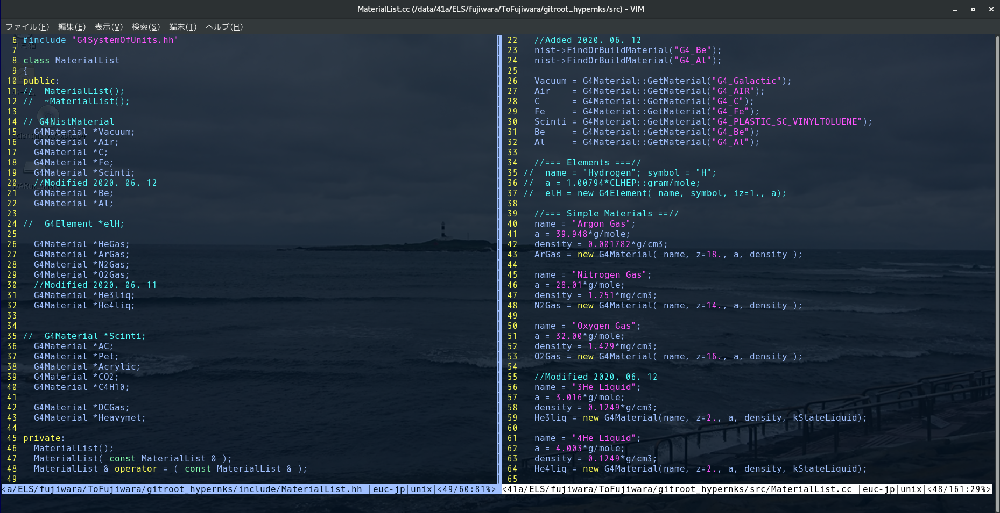 MaterialList.cc (/data/41a/ELS/fujiwara/ToFujiwara/gitroot_hypernks/src) - VIM
ファイル(F) 編集(E) 表示(V) 検索(S) 端末(T) ヘルプ(H)
6 #include "G4SystemOfUnits.hh"
7
8 class MaterialList
9 {
10 public:
11 //  MaterialList();
12 //  ~MaterialList();
13
14 // G4NistMaterial
15   G4Material *Vacuum;
16   G4Material *Air;
17   G4Material *C;
18   G4Material *Fe;
19   G4Material *Scinti;
20   //Modified 2020. 06. 12
21   G4Material *Be;
22   G4Material *Al;
23
24 //  G4Element *elH;
25
26   G4Material *HeGas;
27   G4Material *ArGas;
28   G4Material *N2Gas;
29   G4Material *O2Gas;
30   //Modified 2020. 06. 11
31   G4Material *He3liq;
32   G4Material *He4liq;
33
34
35 //  G4Material *Scinti;
36   G4Material *AC;
37   G4Material *Pet;
38   G4Material *Acrylic;
39   G4Material *CO2;
40   G4Material *C4H10;
41
42   G4Material *DCGas;
43   G4Material *Heavymet;
44
45 private:
46   MaterialList();
47   MaterialList( const MaterialList & );
48   MaterialList & operator = ( const MaterialList & );
49
<a/ELS/fujiwara/ToFujiwara/gitroot_hypernks/include/MaterialList.hh |euc-jp|unix|<49/60:81%>
22   //Added 2020. 06. 12
23   nist->FindOrBuildMaterial("G4_Be");
24   nist->FindOrBuildMaterial("G4_Al");
25
26   Vacuum = G4Material::GetMaterial("G4_Galactic");
27   Air    = G4Material::GetMaterial("G4_AIR");
28   C      = G4Material::GetMaterial("G4_C");
29   Fe     = G4Material::GetMaterial("G4_Fe");
30   Scinti = G4Material::GetMaterial("G4_PLASTIC_SC_VINYLTOLUENE");
31   Be     = G4Material::GetMaterial("G4_Be");
32   Al     = G4Material::GetMaterial("G4_Al");
33
34   //=== Elements ===//
35 //  name = "Hydrogen"; symbol = "H";
36 //  a = 1.00794*CLHEP::gram/mole;
37 //  elH = new G4Element( name, symbol, iz=1., a);
38
39   //=== Simple Materials ==//
40   name = "Argon Gas";
41   a = 39.948*g/mole;
42   density = 0.001782*g/cm3;
43   ArGas = new G4Material( name, z=18., a, density );
44
45   name = "Nitrogen Gas";
46   a = 28.01*g/mole;
47   density = 1.251*mg/cm3;
48   N2Gas = new G4Material( name, z=14., a, density );
49
50   name = "Oxygen Gas";
51   a = 32.00*g/mole;
52   density = 1.429*mg/cm3;
53   O2Gas = new G4Material( name, z=16., a, density );
54
55   //Modified 2020. 06. 12
56   name = "3He Liquid";
57   a = 3.016*g/mole;
58   density = 0.1249*g/cm3;
59   He3liq = new G4Material(name, z=2., a, density, kStateLiquid);
60
61   name = "4He Liquid";
62   a = 4.003*g/mole;
63   density = 0.1249*g/cm3;
64   He4liq = new G4Material(name, z=2., a, density, kStateLiquid);
65
<41a/ELS/fujiwara/ToFujiwara/gitroot_hypernks/src/MaterialList.cc |euc-jp|unix|<48/161:29%>